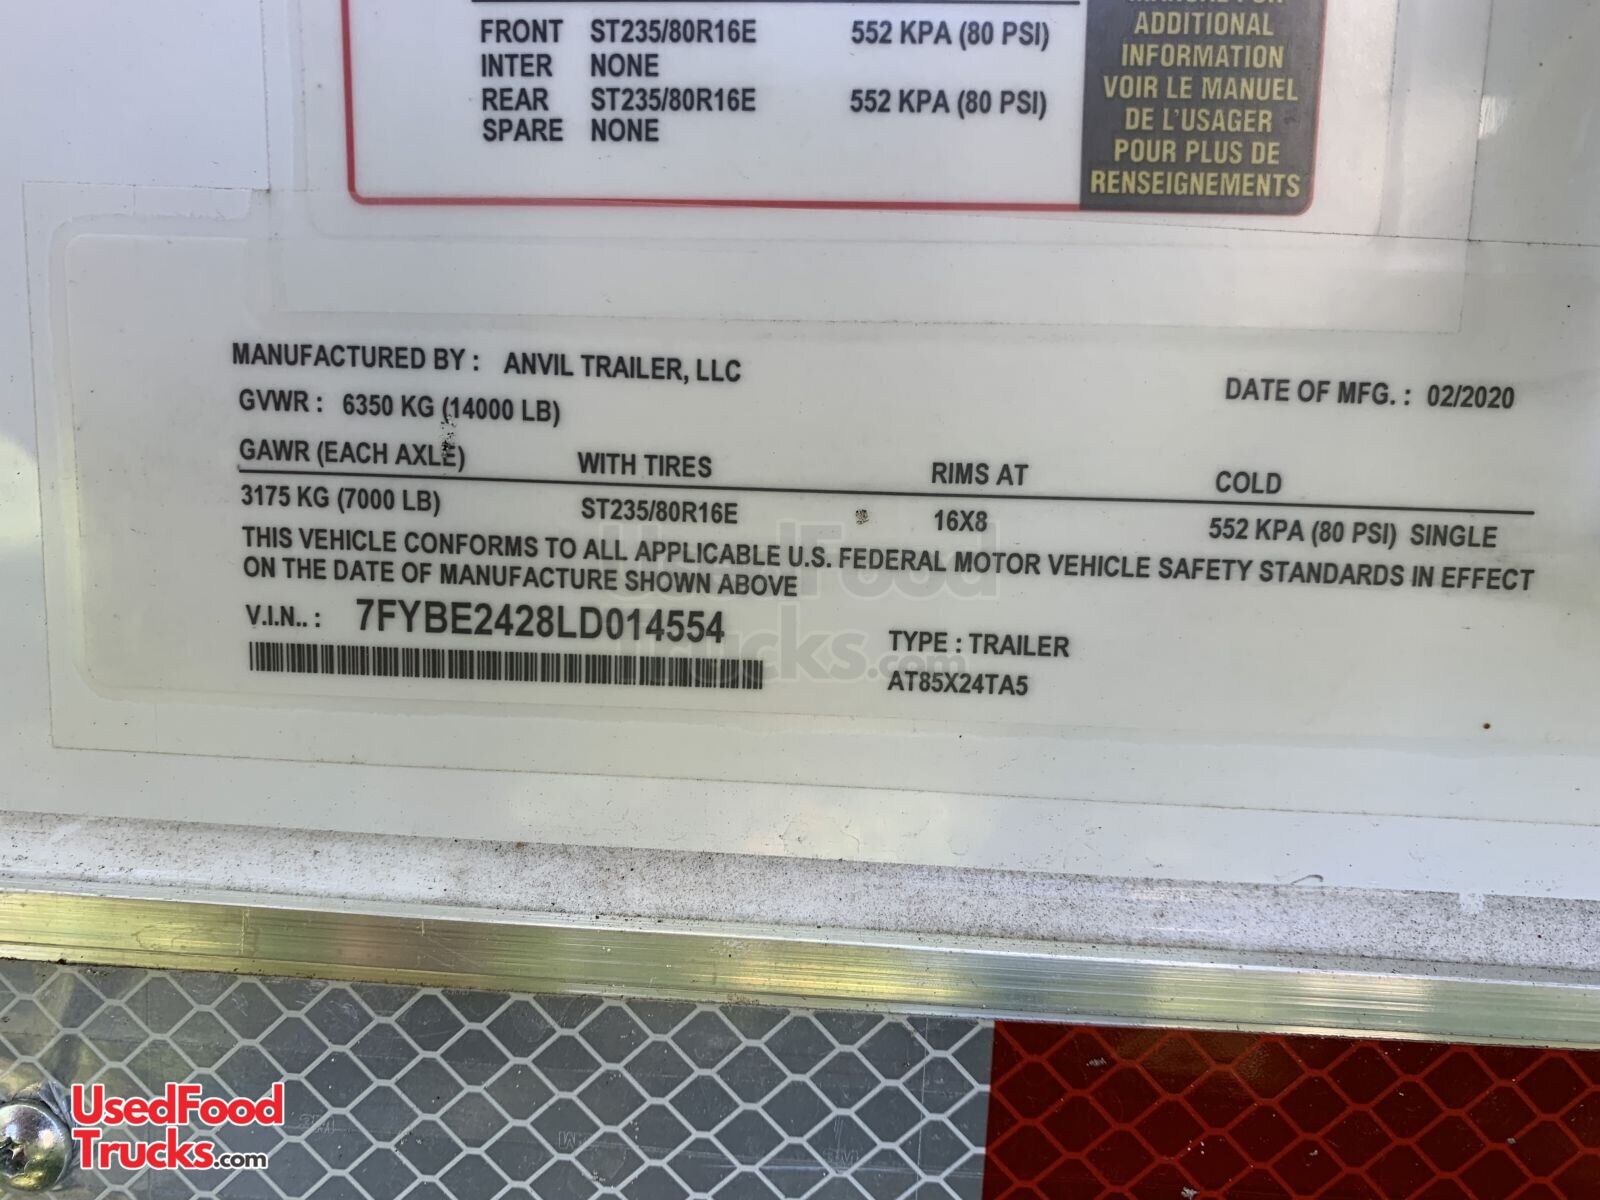 FRONT ST235/80R16E 552 KPA (80 PSI)
INTER NONE
REAR ST235/80R16E 552 KPA (80 PSI)
SPARE NONE
ADDITIONAL
INFORMATION
VOIR LE MANUEL
DE L'USAGER
POUR PLUS DE
RENSEIGNEMENTS
MANUFACTURED BY : ANVIL TRAILER, LLC
DATE OF MFG. : 02/2020
GVWR : 6350 KG (14000 LB)
GAWR (EACH AXLE) WITH TIRES RIMS AT COLD
3175 KG (7000 LB) ST235/80R16E 16X8 552 KPA (80 PSI) SINGLE
THIS VEHICLE CONFORMS TO ALL APPLICABLE U.S. FEDERAL MOTOR VEHICLE SAFETY STANDARDS IN EFFECT
ON THE DATE OF MANUFACTURE SHOWN ABOVE
V.I.N.. : 7FYBE2428LD014554
TYPE : TRAILER
AT85X24TA5
UsedFood
Trucks.com
UsedFood
Trucks.com